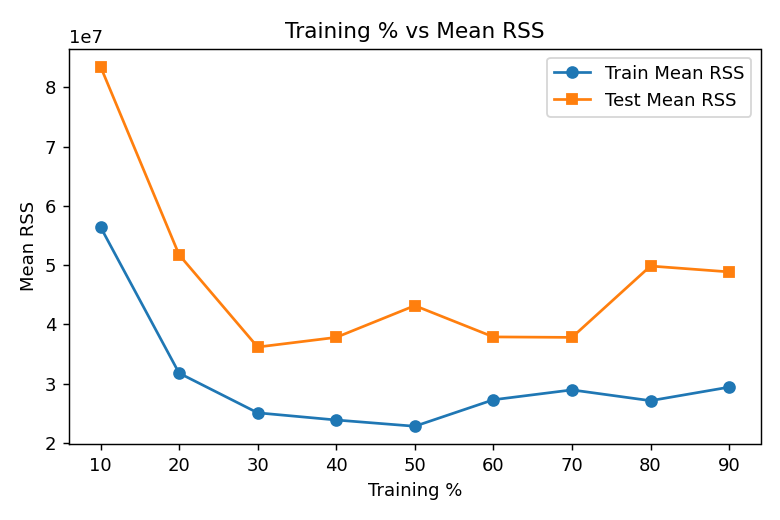 Training % vs Mean RSS
1e7
Train Mean RSS
Test Mean RSS
Mean RSS
8
7
6
5
4
3
2
10 20 30 40 50 60 70 80 90
Training %